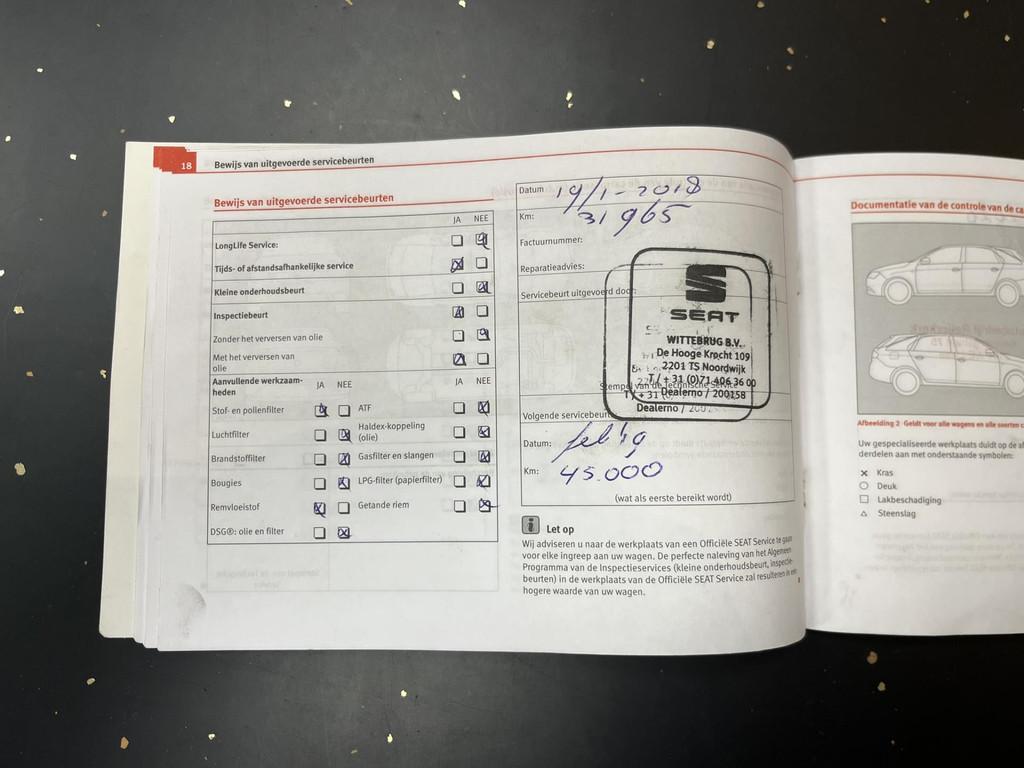 18 Bewijs van uitgevoerde servicebeurten
Bewijs van uitgevoerde servicebeurten
JA NEE
LongLife Service:
Tijds- of afstandsafhankelijke service
Kleine onderhoudsbeurt
Inspectiebeurt
Zonder het verversen van olie
Met het verversen van
olie
Aanvullende werkzaam-
heden
JA NEE
JA NEE
Stof- en pollenfilter
ATF
Luchtfilter
Haldex-koppeling
(olie)
Brandstoffilter
Gasfilter en slangen
Bougies
LPG-filter (papierfilter)
Remvloeistof
Getande riem
DSG®: olie en filter
Datum 19/1-2018
Km: 31965
Factuurnummer:
Reparatieadvies:
Servicebeurt uitgevoerd door:
SEAT
WITTEBRUG B.V.
De Hooge Krocht 109
2201 TS Noordwijk
T / + 31 (0)71 406 36 00
Dealerno / 200158
Stempel van de Technische Service
Dealerno /
Volgende servicebeurt
Datum: feb '19
Km: 45.000
(wat als eerste bereikt wordt)
Let op
Wij adviseren u naar de werkplaats van een Officiële SEAT Service te gaan
voor elke ingreep aan uw wagen. De perfecte naleving van het Algemeen
Programma van de Inspectieservices (kleine onderhoudsbeurt, inspectie-
beurten) in de werkplaats van de Officiële SEAT Service zal resulteren in een
hogere waarde van uw wagen.
Documentatie van de controle van de ca
Afbeelding 2 Geldt voor alle wagens en alle soorten c
Uw gespecialiseerde werkplaats duidt op de af
derdelen aan met onderstaande symbolen:
Kras
Deuk
Lakbeschadiging
Steenslag